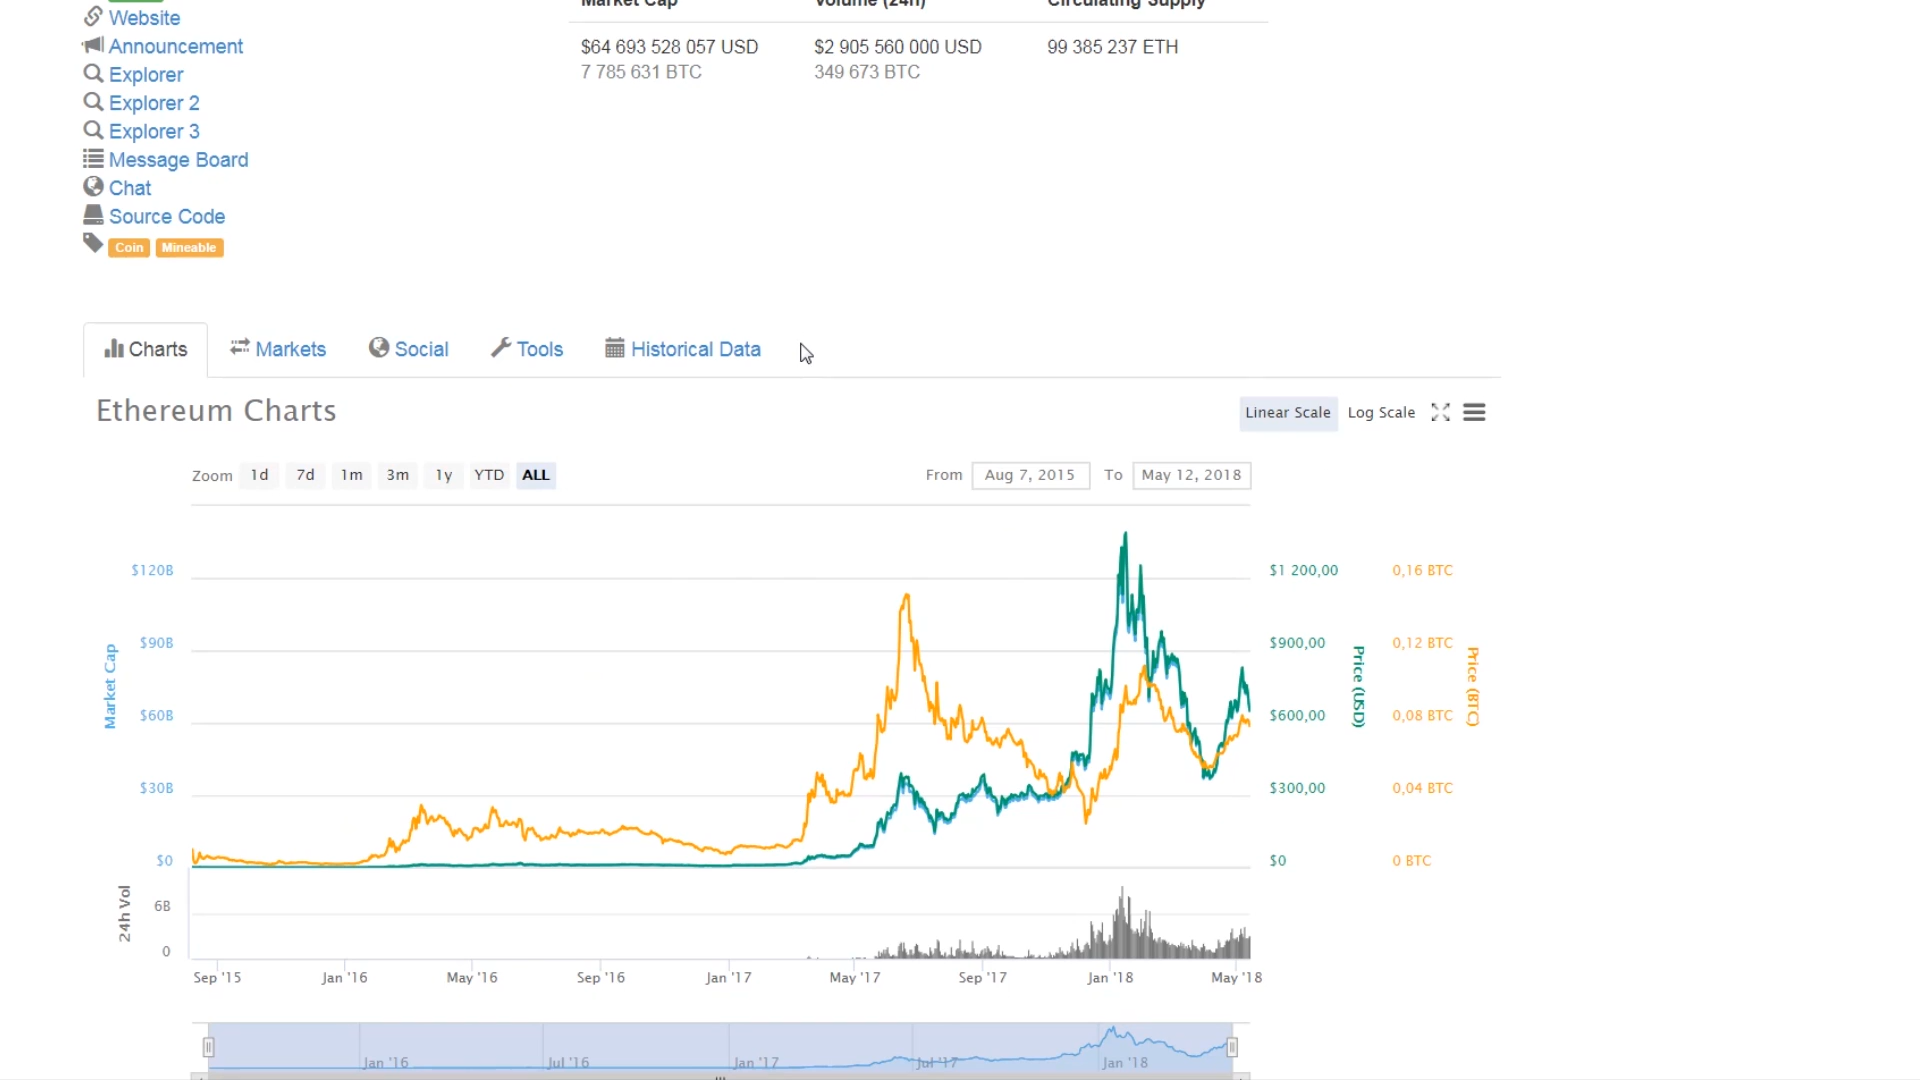 Market Cap Volume (24h) Circulating Supply
Website
Announcement
$64 693 528 057 USD $2 905 560 000 USD 99 385 237 ETH
7 785 631 BTC 349 673 BTC
Explorer
Explorer 2
Explorer 3
Message Board
Chat
Source Code
Coin Mineable
Charts Markets Social Tools Historical Data
Ethereum Charts
Linear Scale Log Scale
Zoom 1d 7d 1m 3m 1y YTD ALL
From Aug 7, 2015 To May 12, 2018
$120B $1 200,00 0,16 BTC
$90B $900,00 0,12 BTC
Market Cap
Price (USD)
Price (BTC)
$60B $600,00 0,08 BTC
$30B $300,00 0,04 BTC
$0 $0 0 BTC
24h Vol
6B
0
Sep '15 Jan '16 May '16 Sep '16 Jan '17 May '17 Sep '17 Jan '18 May '18
Jan '16 Jul '16 Jan '17 Jul '17 Jan '18